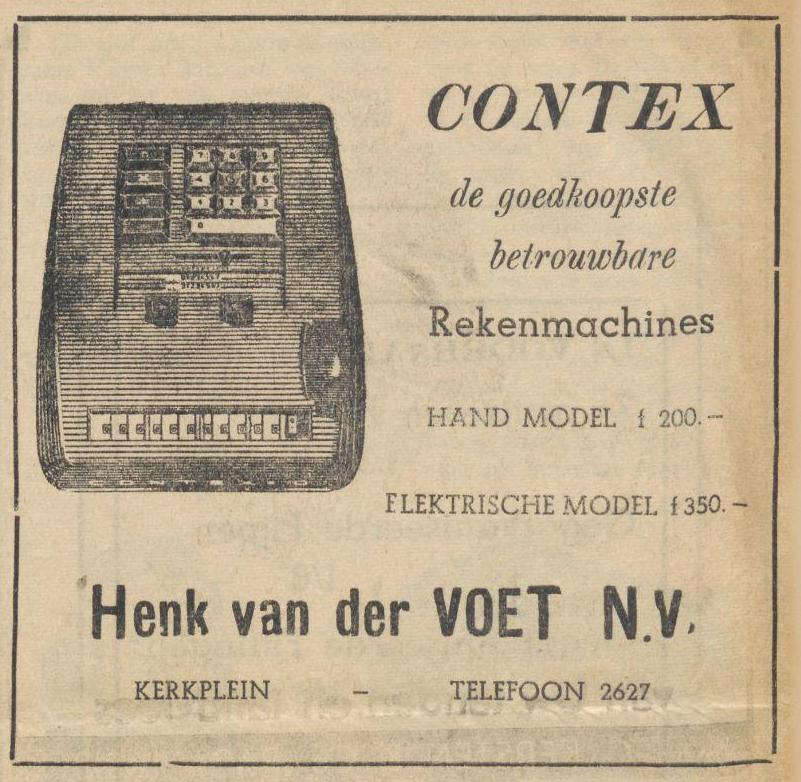 CONTEX
de goedkoopste
betrouwbare
Rekenmachines
HAND MODEL f 200.–
ELEKTRISCHE MODEL f 350.–
Henk van der VOET N.V.
KERKPLEIN – TELEFOON 2627